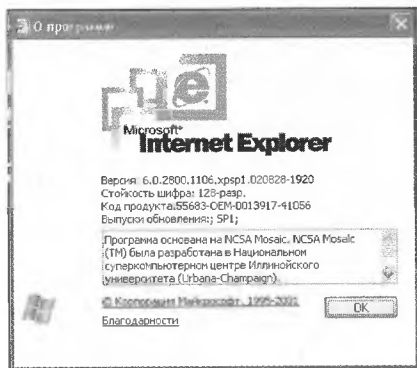 О программе
Microsoft®
Internet Explorer
Версия: 6.0.2800.1106.xpsp1.020828-1920
Стойкость шифра: 128-разр.
Код продукта:55683-OEM-0013917-41056
Выпуски обновления:; SP1;
Программа основана на NCSA Mosaic. NCSA Mosaic
(TM) была разработана в Национальном
суперкомпьютерном центре Иллинойского
университета (Urbana-Champaign).
© Корпорация Майкрософт, 1995-2001
OK
Благодарности